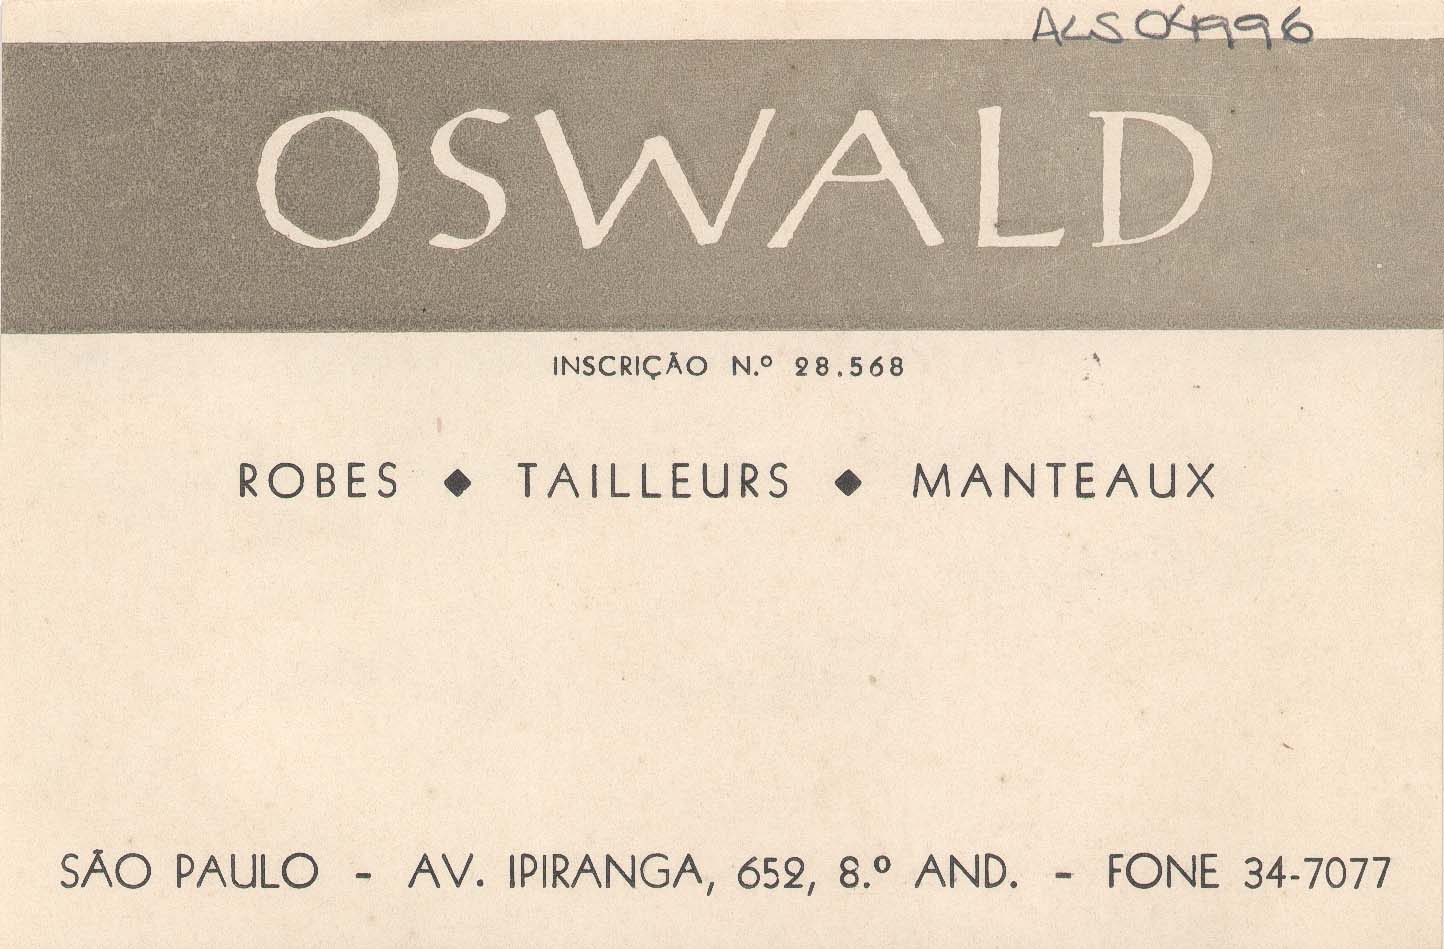 ALS04996
OSWALD
INSCRIÇÃO N.º 28.568
ROBES ◆ TAILLEURS ◆ MANTEAUX
SÃO PAULO - AV. IPIRANGA, 652, 8.º AND. - FONE 34-7077